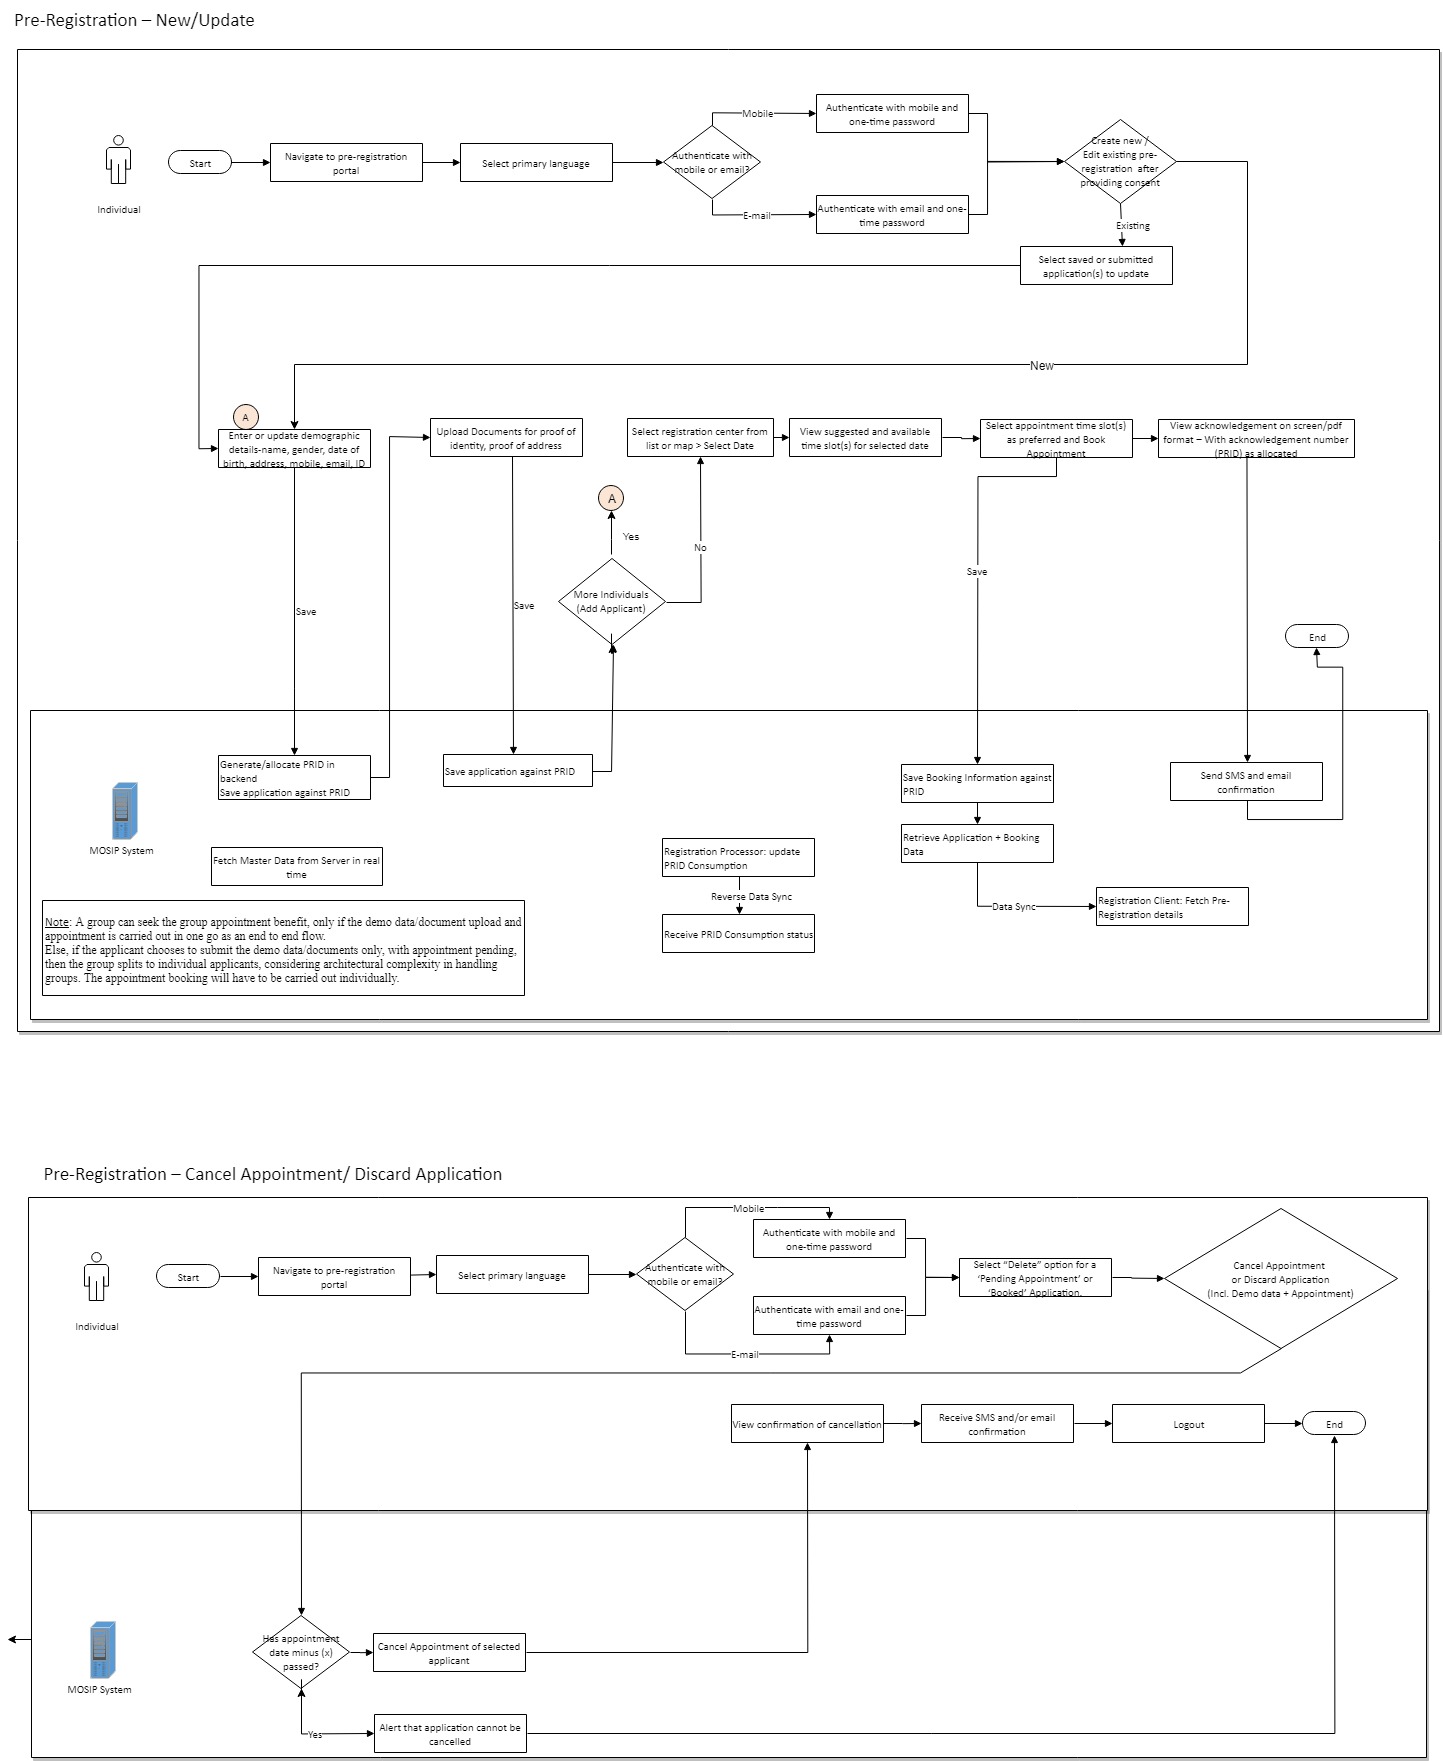 Pre-Registration – New/Update
Individual
Start
Navigate to pre-registration
portal
Select primary language
Authenticate with
mobile or email?
Mobile
Authenticate with mobile and
one-time password
E-mail
Authenticate with email and one-
time password
Create new /
Edit existing pre-
registration after
providing consent
Existing
Select saved or submitted
application(s) to update
New
A
Enter or update demographic
details-name, gender, date of
birth, address, mobile, email, ID
Upload Documents for proof of
identity, proof of address
Select registration center from
list or map > Select Date
View suggested and available
time slot(s) for selected date
Select appointment time slot(s)
as preferred and Book
Appointment
View acknowledgement on screen/pdf
format – With acknowledgement number
(PRID) as allocated
A
Yes
No
More Individuals
(Add Applicant)
Save
Save
Save
End
MOSIP System
Generate/allocate PRID in
backend
Save application against PRID
Save application against PRID
Save Booking Information against
PRID
Send SMS and email
confirmation
Fetch Master Data from Server in real
time
Registration Processor: update
PRID Consumption
Reverse Data Sync
Receive PRID Consumption status
Retrieve Application + Booking
Data
Data Sync
Registration Client: Fetch Pre-
Registration details
Note: A group can seek the group appointment benefit, only if the demo data/document upload and
appointment is carried out in one go as an end to end flow.
Else, if the applicant chooses to submit the demo data/documents only, with appointment pending,
then the group splits to individual applicants, considering architectural complexity in handling
groups. The appointment booking will have to be carried out individually.
Pre-Registration – Cancel Appointment/ Discard Application
Individual
Start
Navigate to pre-registration
portal
Select primary language
Authenticate with
mobile or email?
Mobile
Authenticate with mobile and
one-time password
E-mail
Authenticate with email and one-
time password
Select “Delete” option for a
‘Pending Appointment’ or
‘Booked’ Application.
Cancel Appointment
or Discard Application
(Incl. Demo data + Appointment)
View confirmation of cancellation
Receive SMS and/or email
confirmation
Logout
End
MOSIP System
Has appointment
date minus (x)
passed?
Cancel Appointment of selected
applicant
Yes
Alert that application cannot be
cancelled